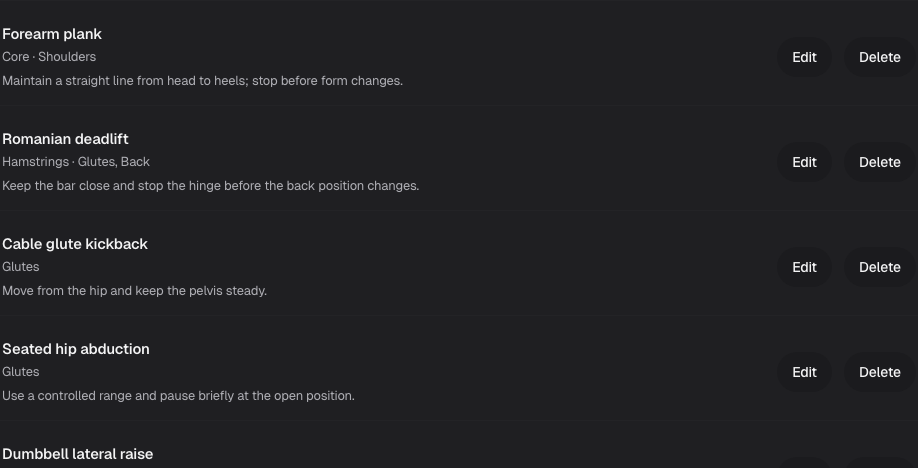 Forearm plank
Core · Shoulders
Maintain a straight line from head to heels; stop before form changes.
Edit
Delete
Romanian deadlift
Hamstrings · Glutes, Back
Keep the bar close and stop the hinge before the back position changes.
Edit
Delete
Cable glute kickback
Glutes
Move from the hip and keep the pelvis steady.
Edit
Delete
Seated hip abduction
Glutes
Use a controlled range and pause briefly at the open position.
Edit
Delete
Dumbbell lateral raise